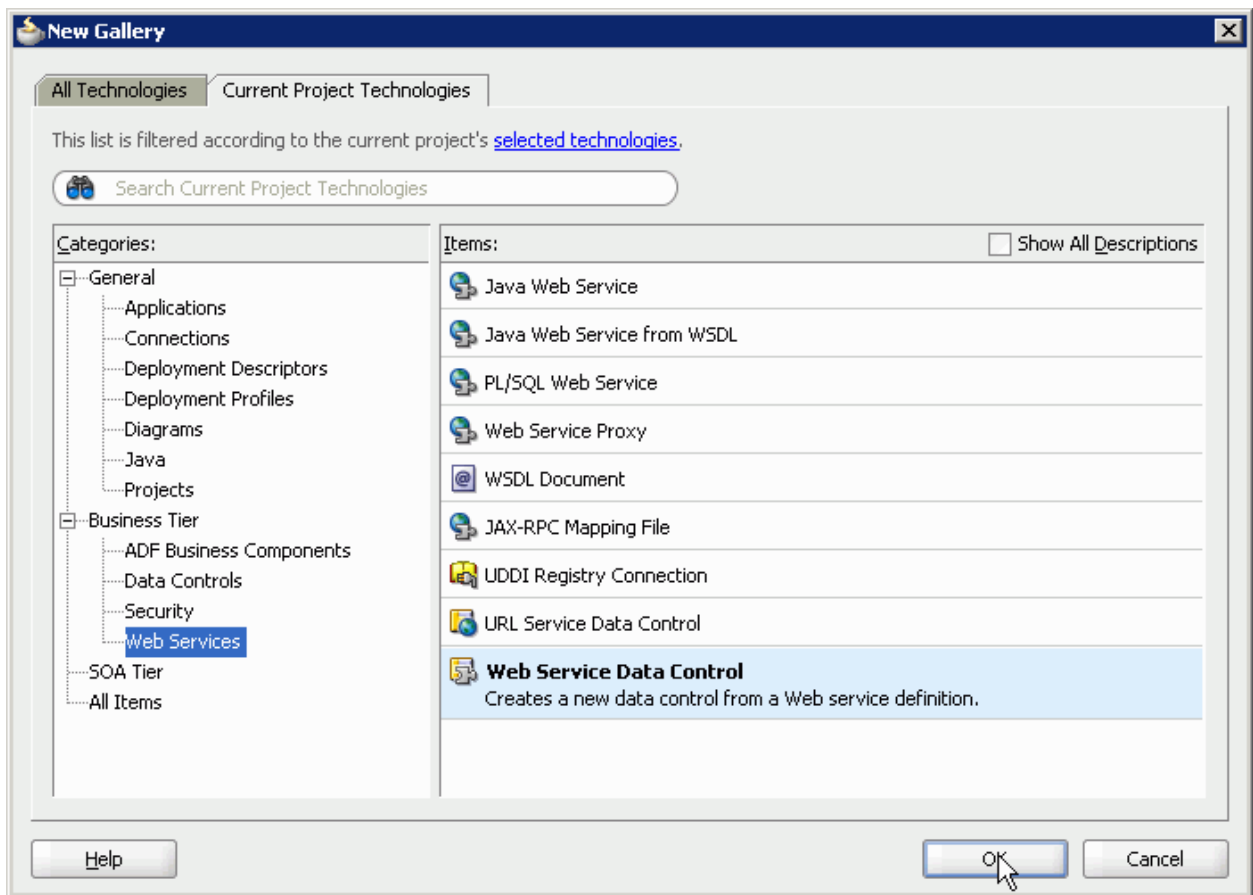 New Gallery
All Technologies
Current Project Technologies
This list is filtered according to the current project's selected technologies.
Search Current Project Technologies
Categories:
General
Applications
Connections
Deployment Descriptors
Deployment Profiles
Diagrams
Java
Projects
Business Tier
ADF Business Components
Data Controls
Security
Web Services
SOA Tier
All Items
Items:
Show All Descriptions
Java Web Service
Java Web Service from WSDL
PL/SQL Web Service
Web Service Proxy
WSDL Document
JAX-RPC Mapping File
UDDI Registry Connection
URL Service Data Control
Web Service Data Control
Creates a new data control from a Web service definition.
Help
OK
Cancel